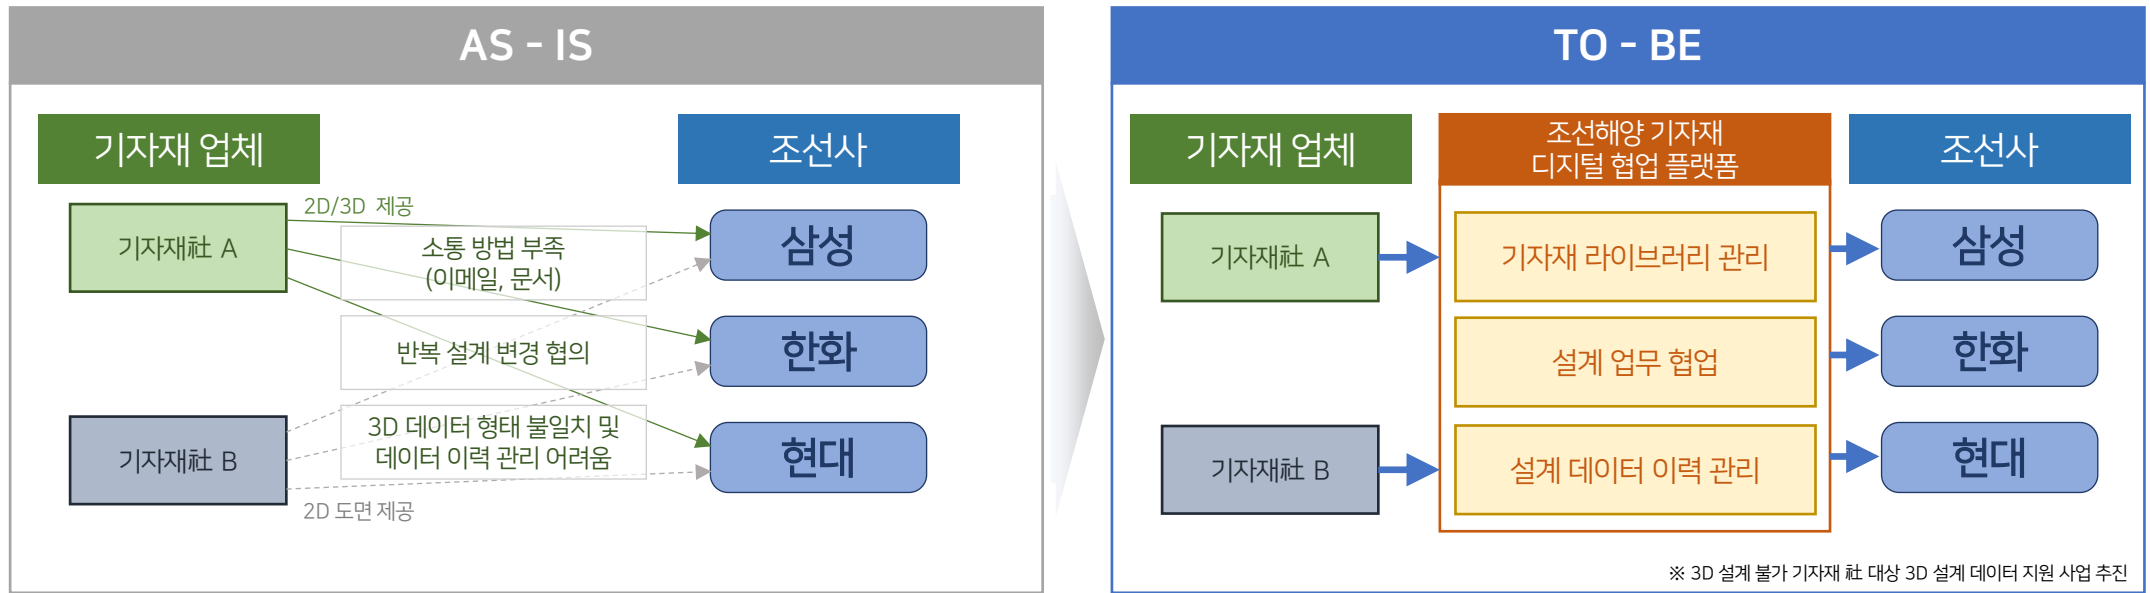 AS - IS
기자재 업체
조선사
2D/3D 제공
기자재社 A
소통 방법 부족
(이메일, 문서)
삼성
반복 설계 변경 협의
한화
3D 데이터 형태 불일치 및
데이터 이력 관리 어려움
기자재社 B
현대
2D 도면 제공
TO - BE
기자재 업체
조선해양 기자재
디지털 협업 플랫폼
조선사
기자재社 A
기자재 라이브러리 관리
삼성
설계 업무 협업
한화
기자재社 B
설계 데이터 이력 관리
현대
※ 3D 설계 불가 기자재 社 대상 3D 설계 데이터 지원 사업 추진